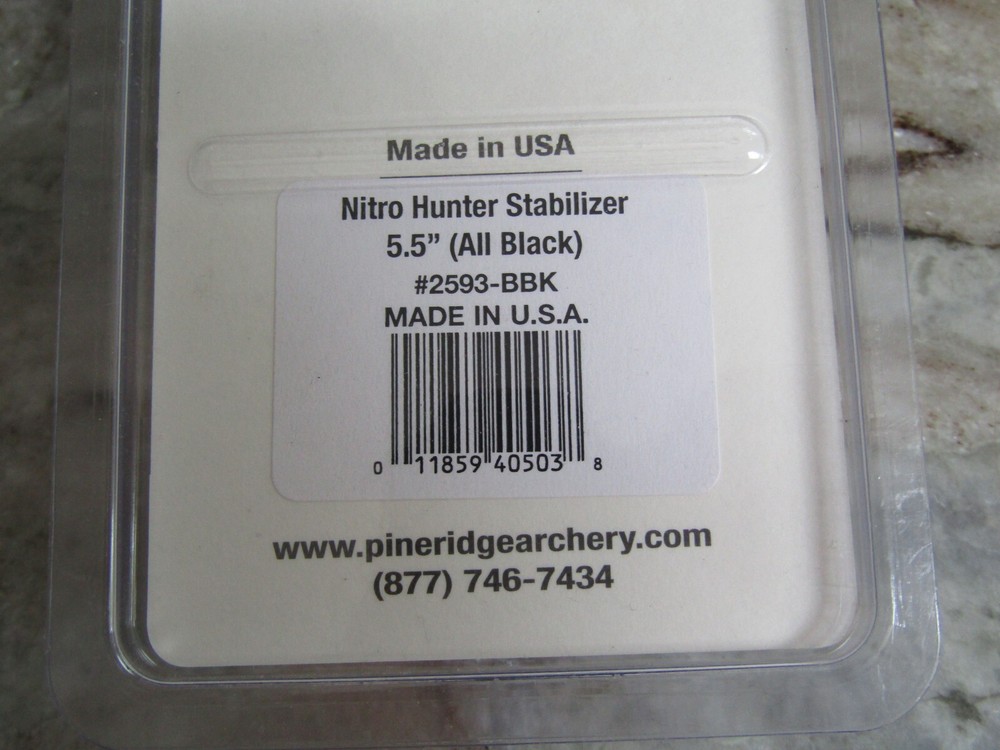 Made in USA
Nitro Hunter Stabilizer
5.5” (All Black)
#2593-BBK
MADE IN U.S.A.
0 11859 40503 8
www.pineridgearchery.com
(877) 746-7434